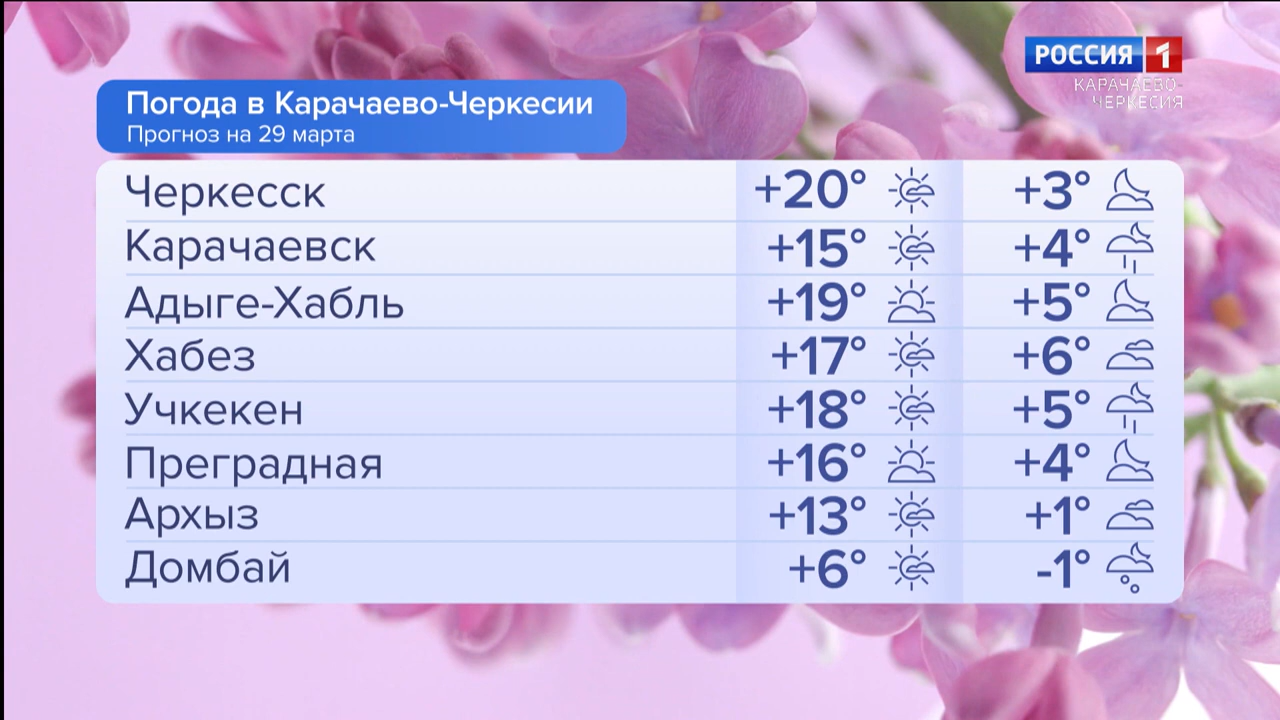 РОССИЯ 1
КАРАЧАЕВО-
ЧЕРКЕСИЯ
Погода в Карачаево-Черкесии
Прогноз на 29 марта
Черкесск +20° +3°
Карачаевск +15° +4°
Адыге-Хабль +19° +5°
Хабез +17° +6°
Учкекен +18° +5°
Преградная +16° +4°
Архыз +13° +1°
Домбай +6° -1°